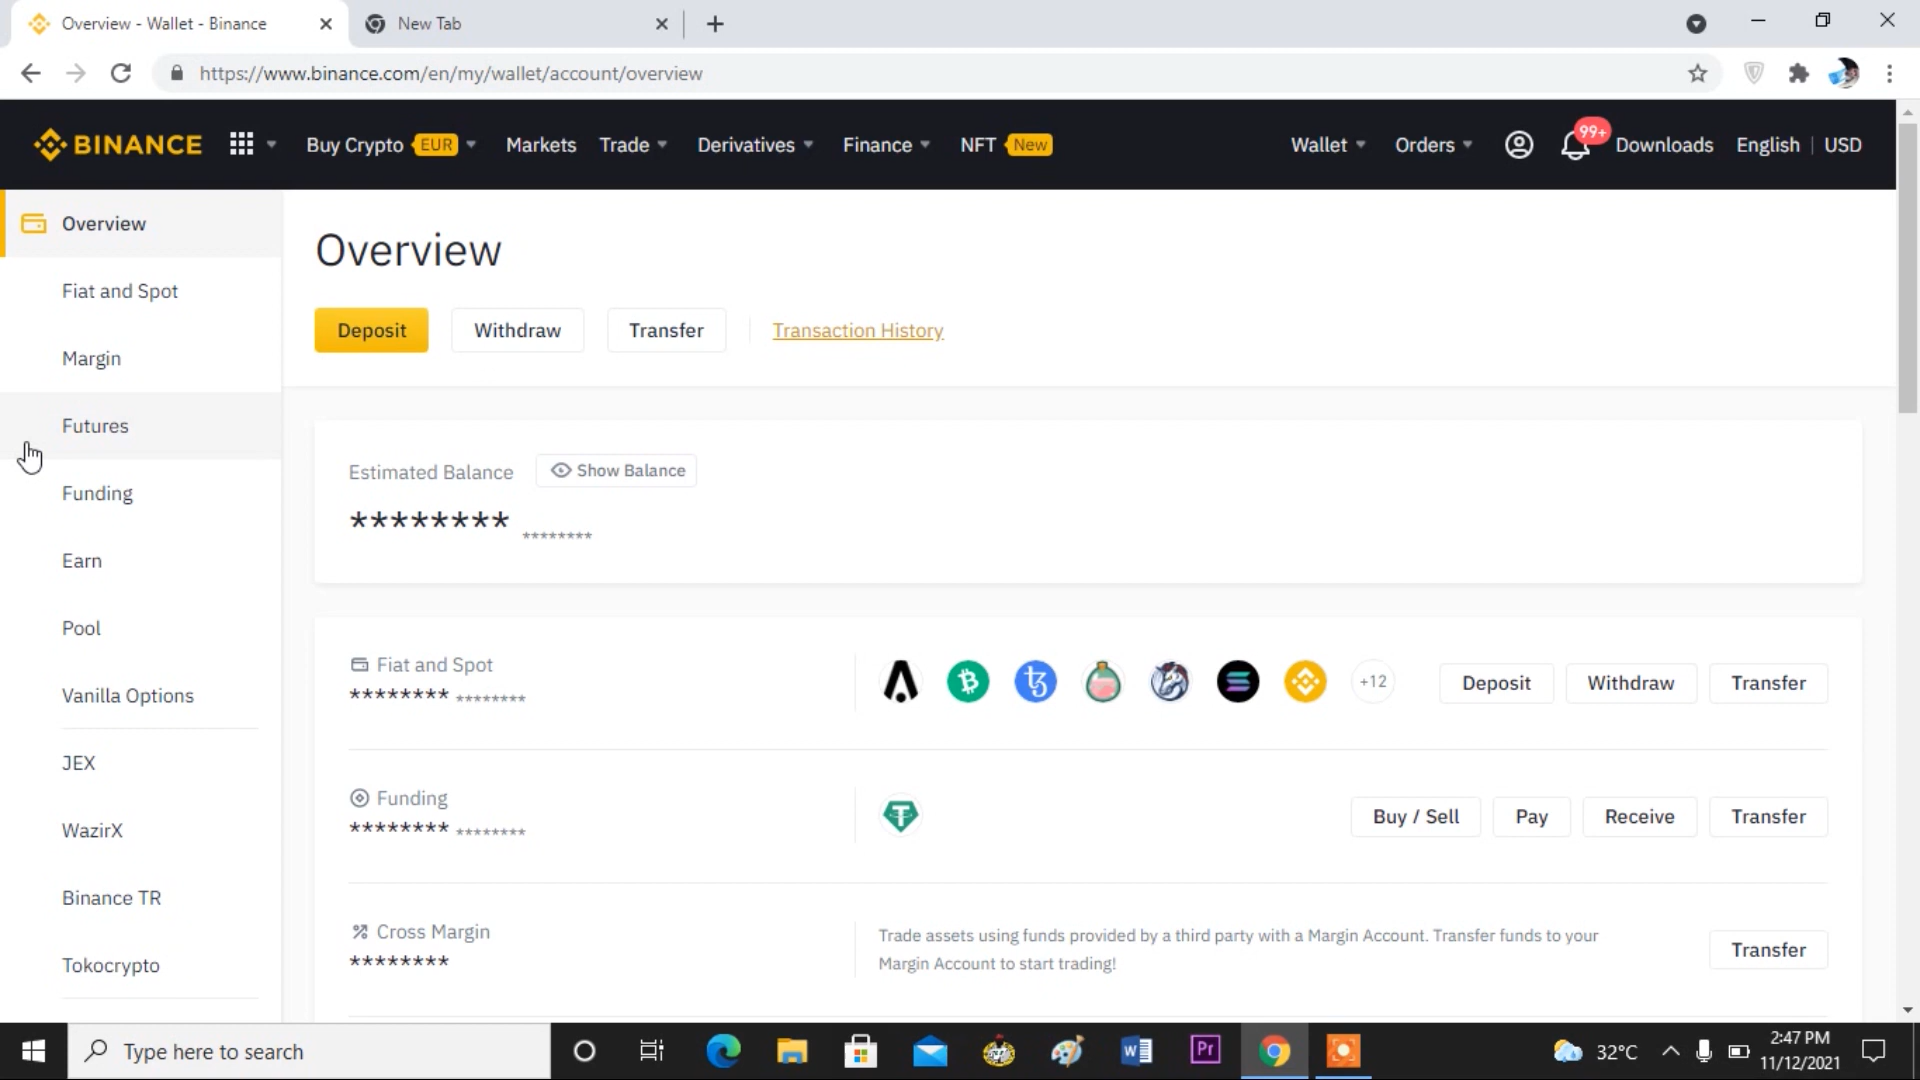 Overview - Wallet - Binance
New Tab
https://www.binance.com/en/my/wallet/account/overview
BINANCE
Buy Crypto EUR
Markets
Trade
Derivatives
Finance
NFT New
Wallet
Orders
99+
Downloads
English | USD
Overview
Fiat and Spot
Margin
Futures
Funding
Earn
Pool
Vanilla Options
JEX
WazirX
Binance TR
Tokocrypto
Overview
Deposit
Withdraw
Transfer
Transaction History
Estimated Balance
Show Balance
******** ********
Fiat and Spot
******** ********
+12
Deposit
Withdraw
Transfer
Funding
******** ********
Buy / Sell
Pay
Receive
Transfer
Cross Margin
********
Trade assets using funds provided by a third party with a Margin Account. Transfer funds to your
Margin Account to start trading!
Transfer
Type here to search
W
Pr
32°C
2:47 PM
11/12/2021